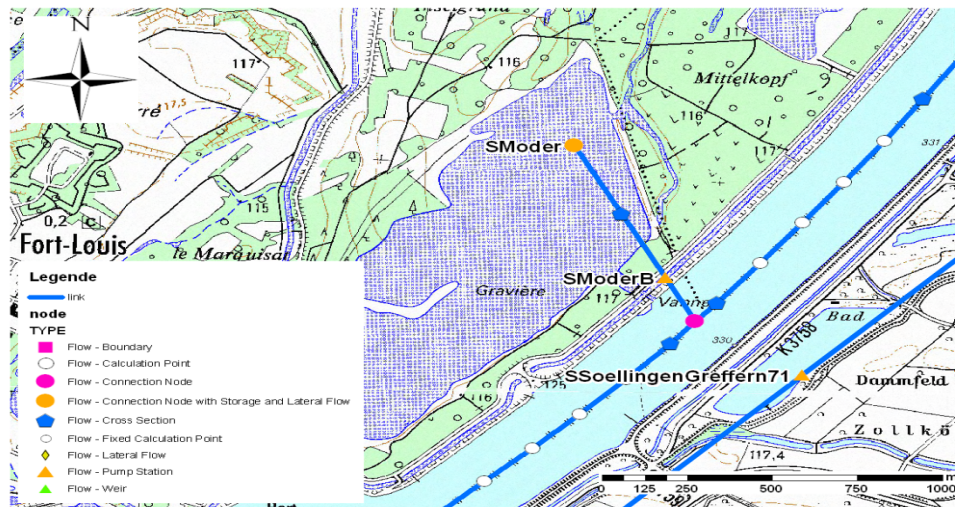 N
117
116
117
Mittelkopf
116
117
331
117,5
SModer
115
0,2
Fort-Louis
le Marquisat
SModerB
Gravière
117
330
Bad
K3758
SSoellingenGreffern71
Dammfeld
125
116
Zollkö
117,4
Legende
link
node
TYPE
Flow - Boundary
Flow - Calculation Point
Flow - Connection Node
Flow - Connection Node with Storage and Lateral Flow
Flow - Cross Section
Flow - Fixed Calculation Point
Flow - Lateral Flow
Flow - Pump Station
Flow - Weir
0 125 250 500 750 1000
m